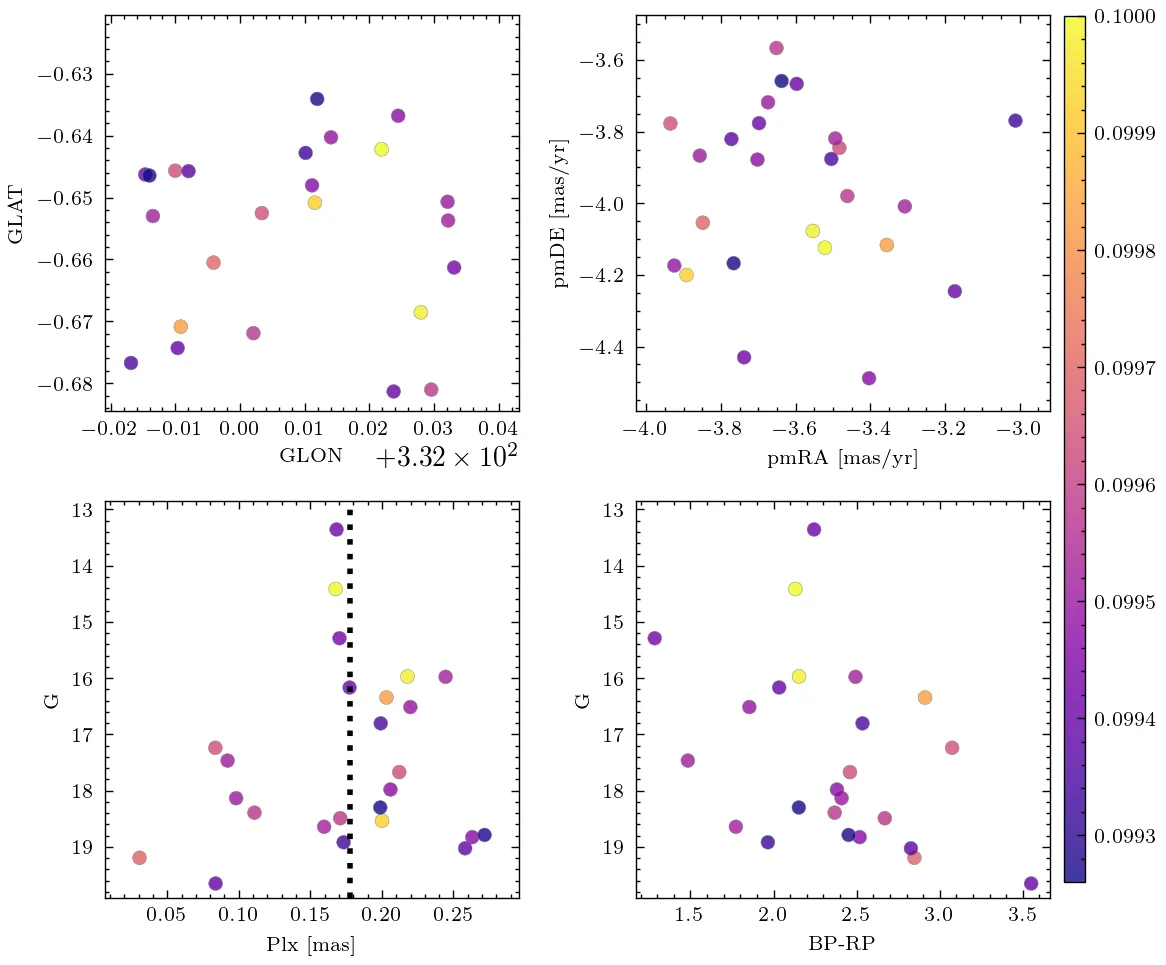 −0.63
−0.64
−0.65
−0.66
−0.67
−0.68
GLAT
−0.02 −0.01 0.00 0.01 0.02 0.03 0.04
GLON
+3.32 × 10²
−3.6
−3.8
−4.0
−4.2
−4.4
pmDE [mas/yr]
−4.0 −3.8 −3.6 −3.4 −3.2 −3.0
pmRA [mas/yr]
0.1000
0.0999
0.0998
0.0997
0.0996
0.0995
0.0994
0.0993
13
14
15
16
17
18
19
G
0.05 0.10 0.15 0.20 0.25
Plx [mas]
13
14
15
16
17
18
19
G
1.5 2.0 2.5 3.0 3.5
BP-RP